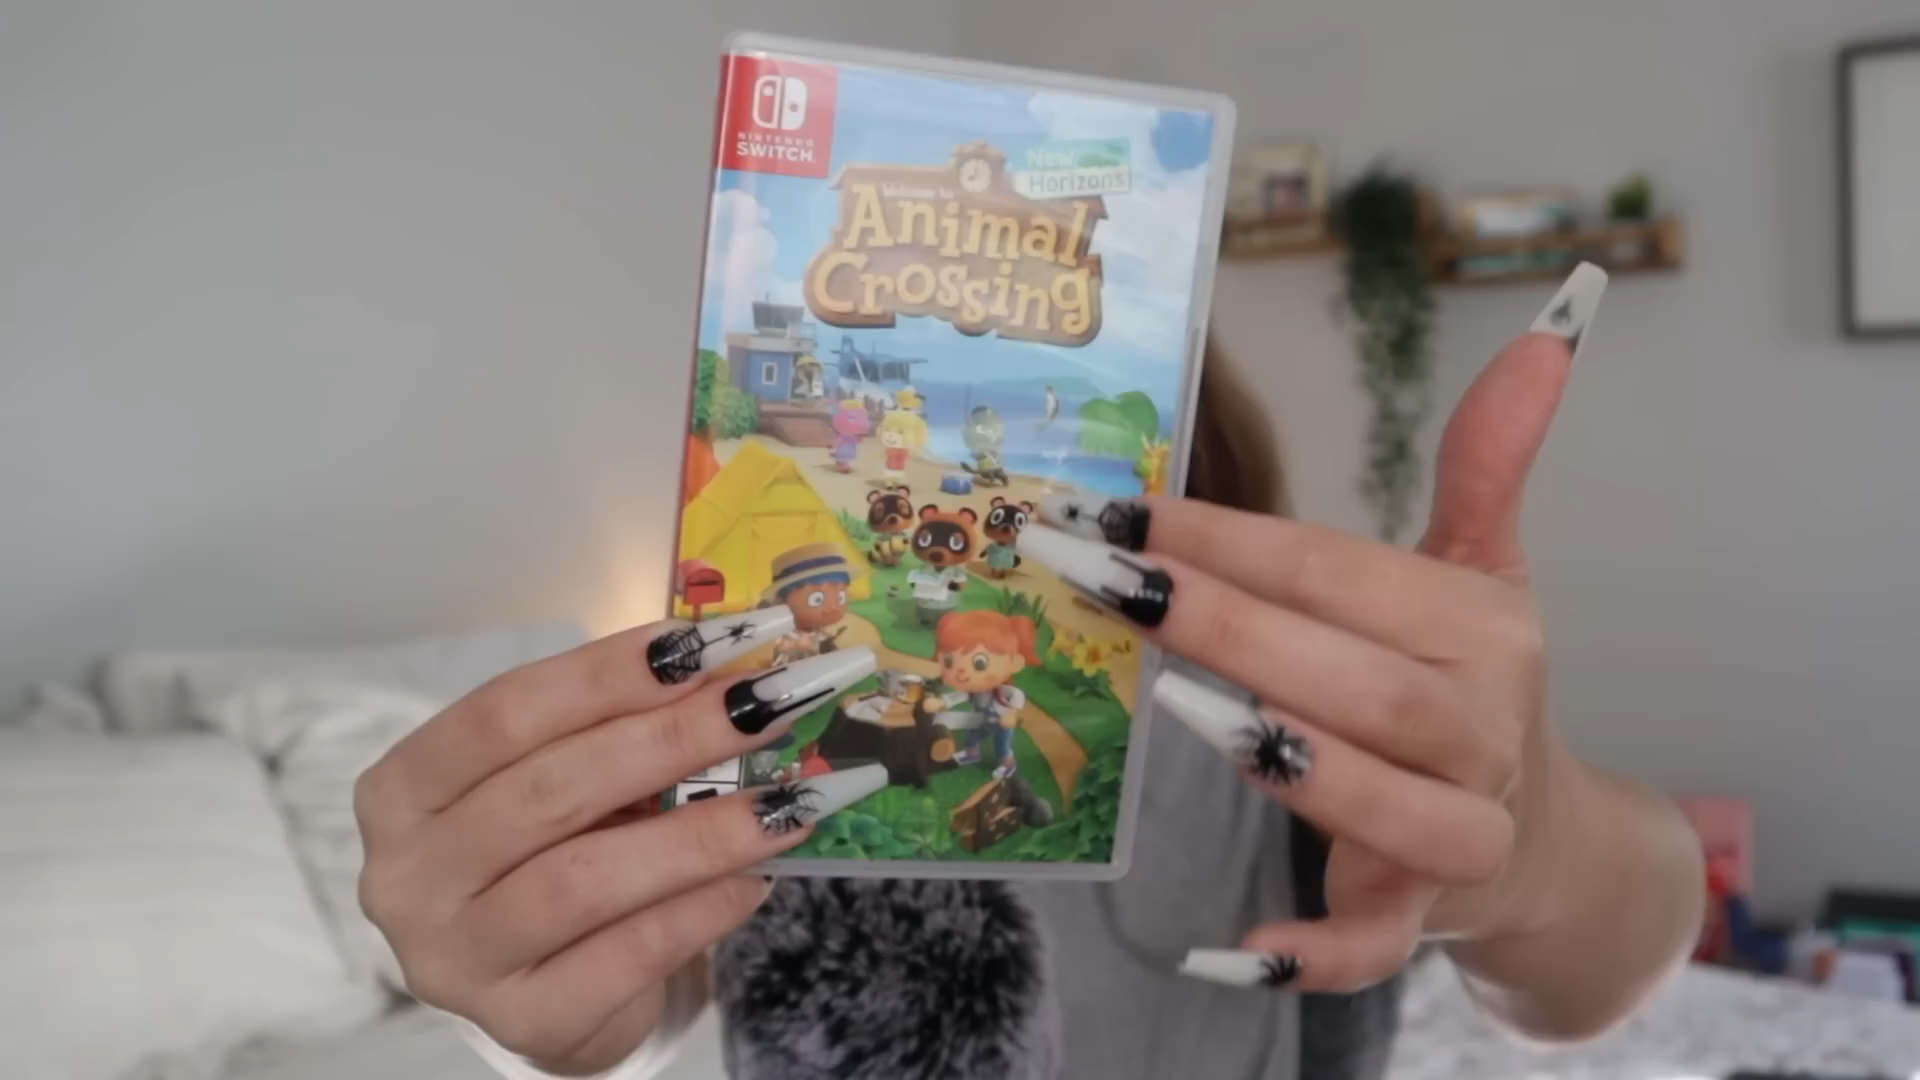 NINTENDO
SWITCH
New
Horizons
Welcome to
Animal
Crossing